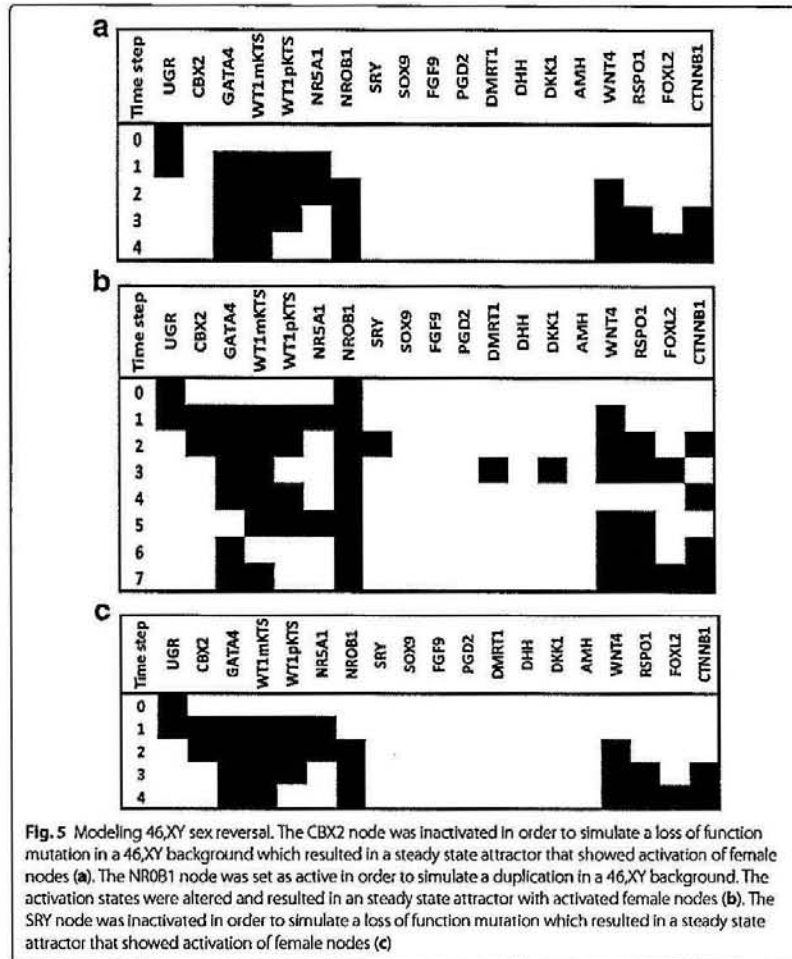 a
Time step UGR CBX2 GATA4 WT1mKTS WT1pKTS NR5A1 NROB1 SRY SOX9 FGF9 PGD2 DMRT1 DHH DKK1 AMH WNT4 RSPO1 FOXL2 CTNNB1
0
1
2
3
4
b
Time step UGR CBX2 GATA4 WT1mKTS WT1pKTS NR5A1 NROB1 SRY SOX9 FGF9 PGD2 DMRT1 DHH DKK1 AMH WNT4 RSPO1 FOXL2 CTNNB1
0
1
2
3
4
5
6
7
c
Time step UGR CBX2 GATA4 WT1mKTS WT1pKTS NR5A1 NROB1 SRY SOX9 FGF9 PGD2 DMRT1 DHH DKK1 AMH WNT4 RSPO1 FOXL2 CTNNB1
0
1
2
3
4
Fig. 5 Modeling 46,XY sex reversal. The CBX2 node was inactivated in order to simulate a loss of function
mutation in a 46,XY background which resulted in a steady state attractor that showed activation of female
nodes (a). The NR0B1 node was set as active in order to simulate a duplication in a 46,XY background. The
activation states were altered and resulted in an steady state attractor with activated female nodes (b). The
SRY node was inactivated in order to simulate a loss of function mutation which resulted in a steady state
attractor that showed activation of female nodes (c)